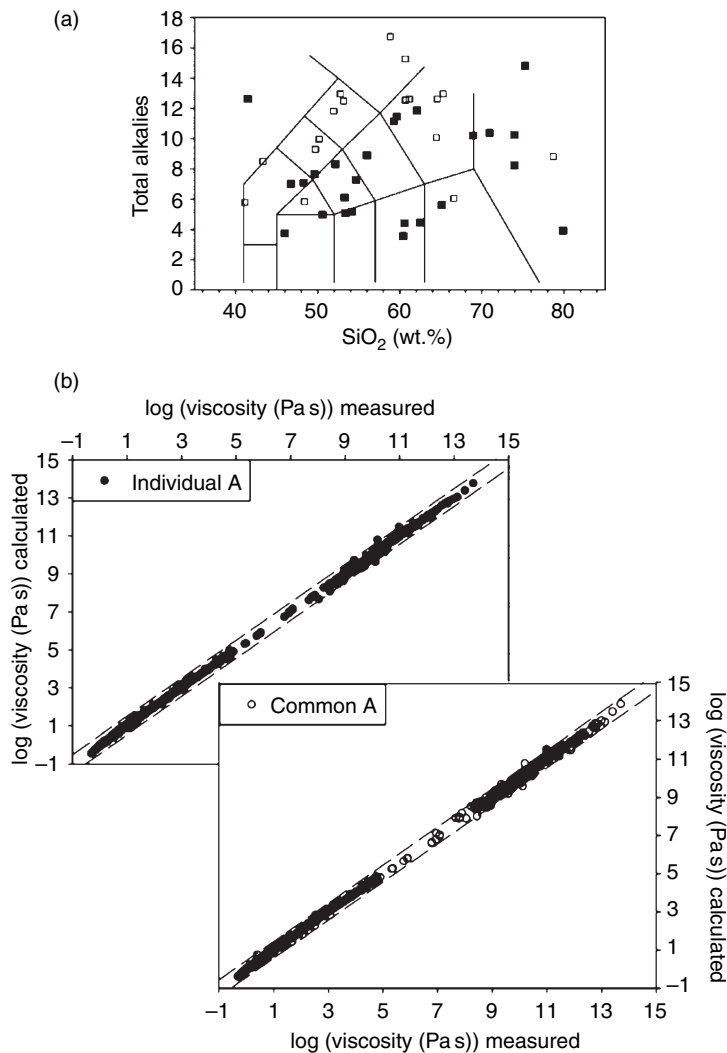 (a)
Total alkalies
18
16
14
12
10
8
6
4
2
0
40 50 60 70 80
SiO₂ (wt.%)
(b)
log (viscosity (Pa s)) measured
−1 1 3 5 7 9 11 13 15
log (viscosity (Pa s)) calculated
15
13
11
9
7
5
3
1
−1
Individual A
Common A
15
13
11
9
7
5
3
1
−1
log (viscosity (Pa s)) calculated
−1 1 3 5 7 9 11 13 15
log (viscosity (Pa s)) measured